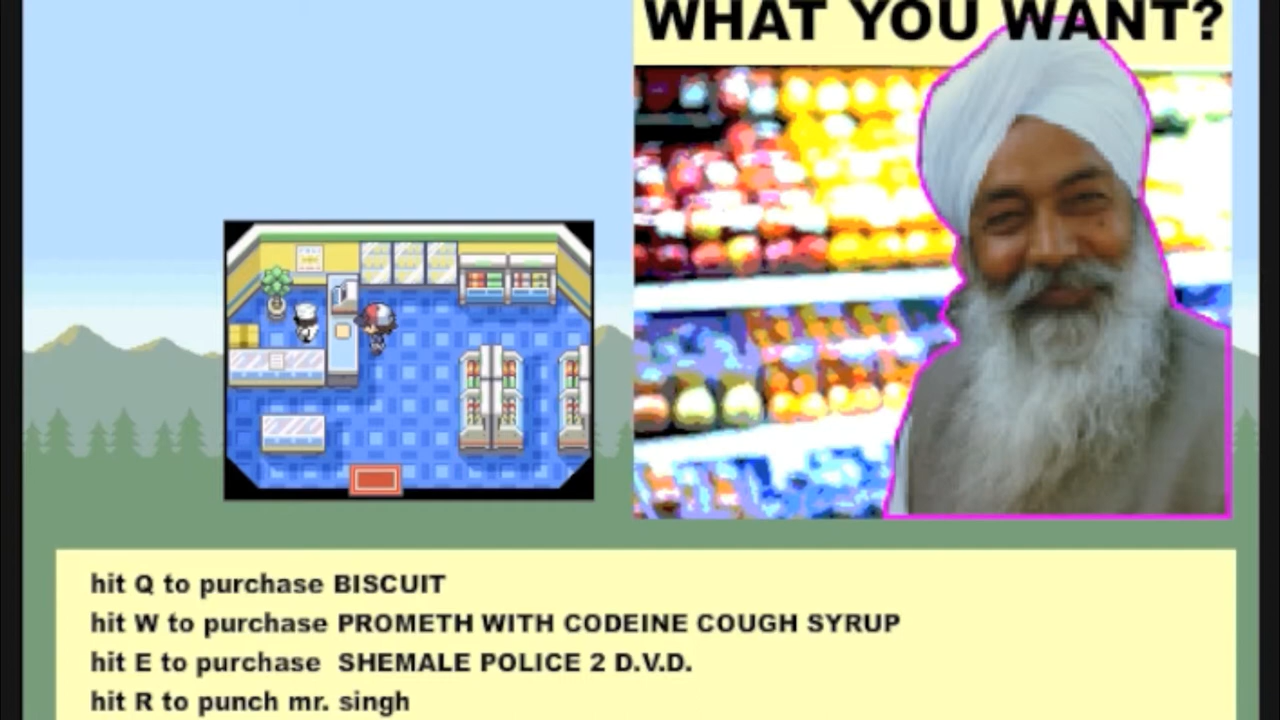 WHAT YOU WANT?
hit Q to purchase BISCUIT
hit W to purchase PROMETH WITH CODEINE COUGH SYRUP
hit E to purchase SHEMALE POLICE 2 D.V.D.
hit R to punch mr. singh